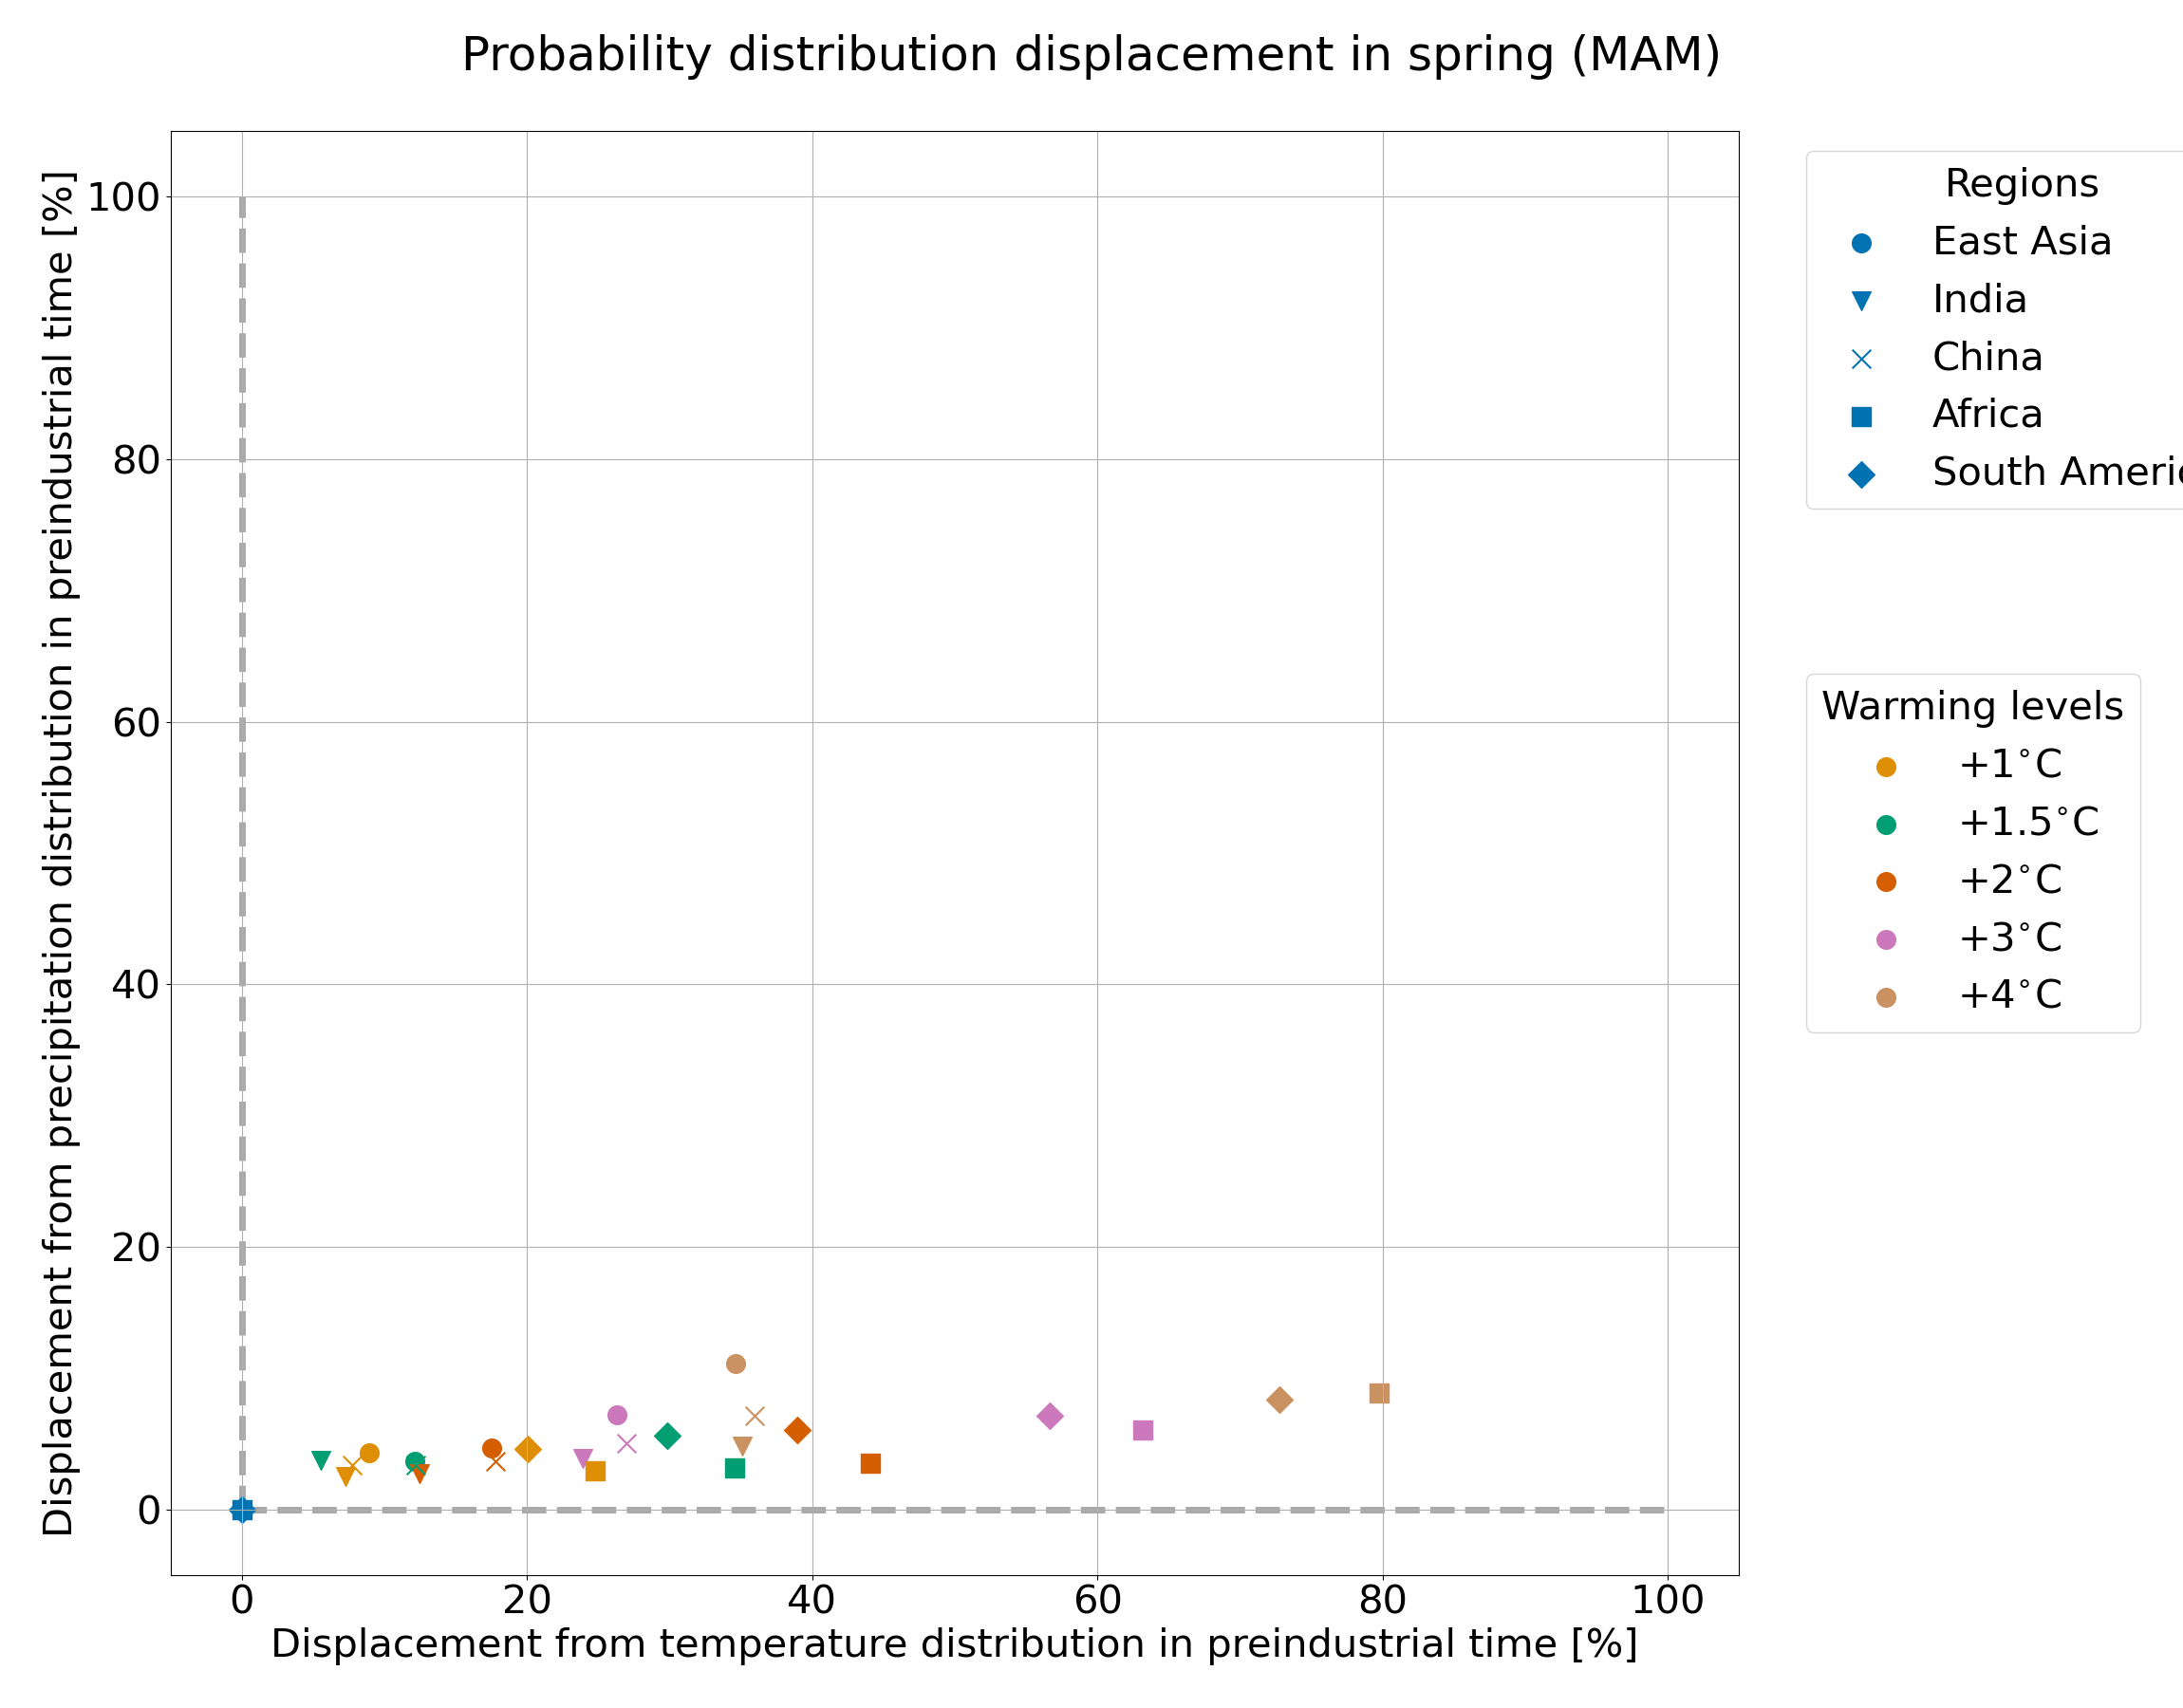 Probability distribution displacement in spring (MAM)
Displacement from precipitation distribution in preindustrial time [%]
100
80
60
40
20
0
0 20 40 60 80 100
Displacement from temperature distribution in preindustrial time [%]
Regions
East Asia
India
China
Africa
South Ameri
Warming levels
+1°C
+1.5°C
+2°C
+3°C
+4°C